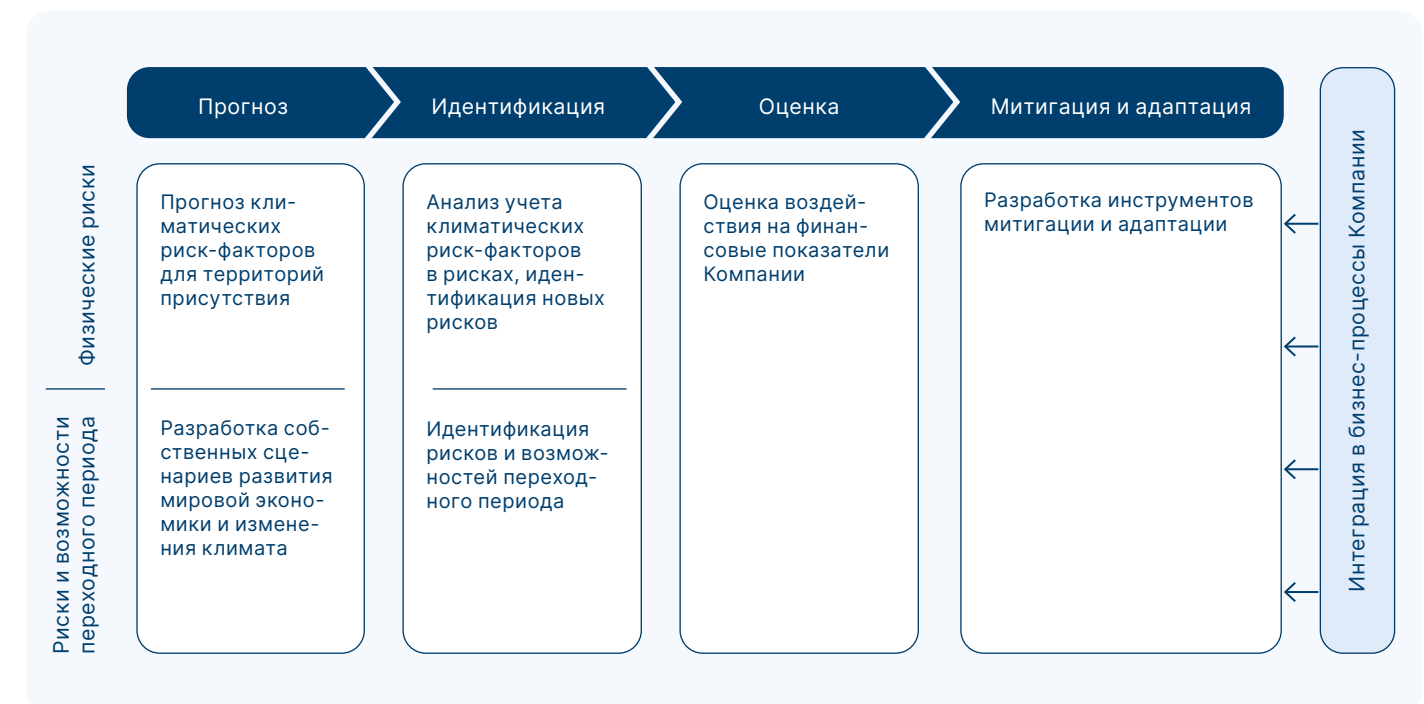 Прогноз
Идентификация
Оценка
Митигация и адаптация
Физические риски
Прогноз кли-
матических
риск-факторов
для территорий
присутствия
Анализ учета
климатических
риск-факторов
в рисках, иден-
тификация новых
рисков
Оценка воздей-
ствия на финан-
совые показатели
Компании
Разработка инструментов
митигации и адаптации
Риски и возможности
переходного периода
Разработка соб-
ственных сце-
нариев развития
мировой эконо-
мики и измене-
ния климата
Идентификация
рисков и возмож-
ностей переход-
ного периода
Интеграция в бизнес-процессы Компании